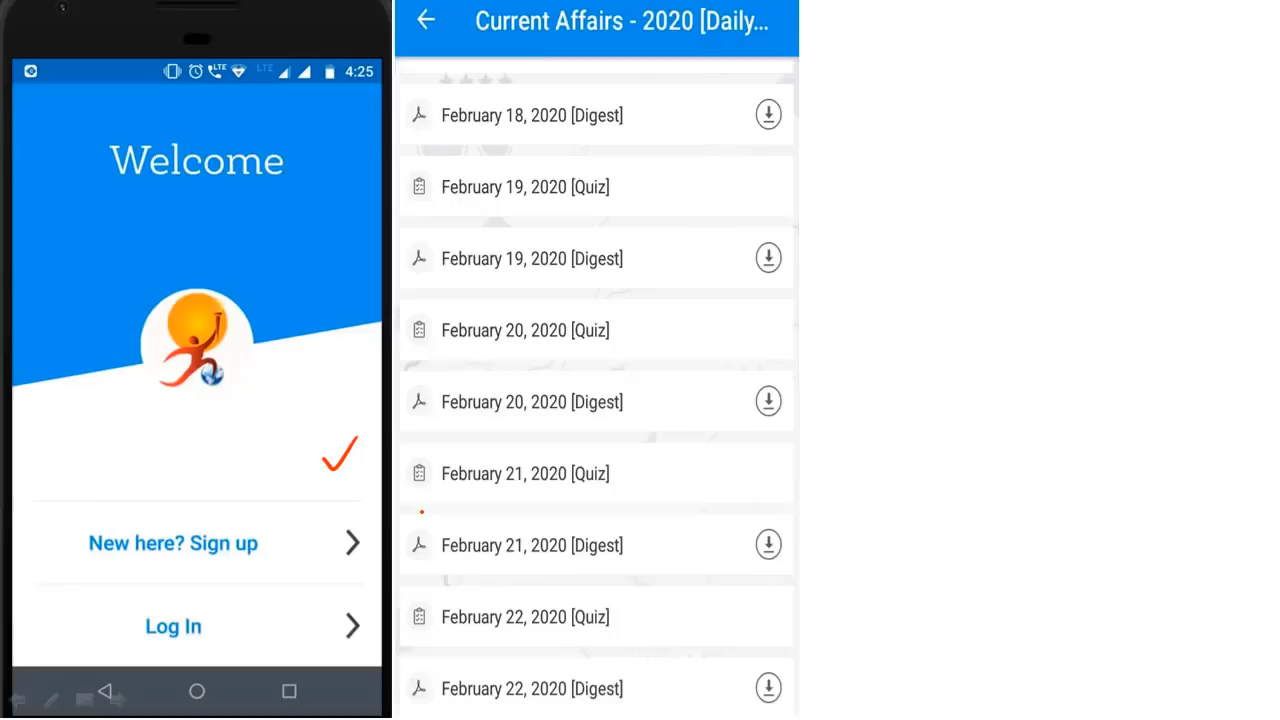 LTE
LTE
4:25
Welcome
New here? Sign up
Log In
Current Affairs - 2020 [Daily...
February 18, 2020 [Digest]
February 19, 2020 [Quiz]
February 19, 2020 [Digest]
February 20, 2020 [Quiz]
February 20, 2020 [Digest]
February 21, 2020 [Quiz]
February 21, 2020 [Digest]
February 22, 2020 [Quiz]
February 22, 2020 [Digest]